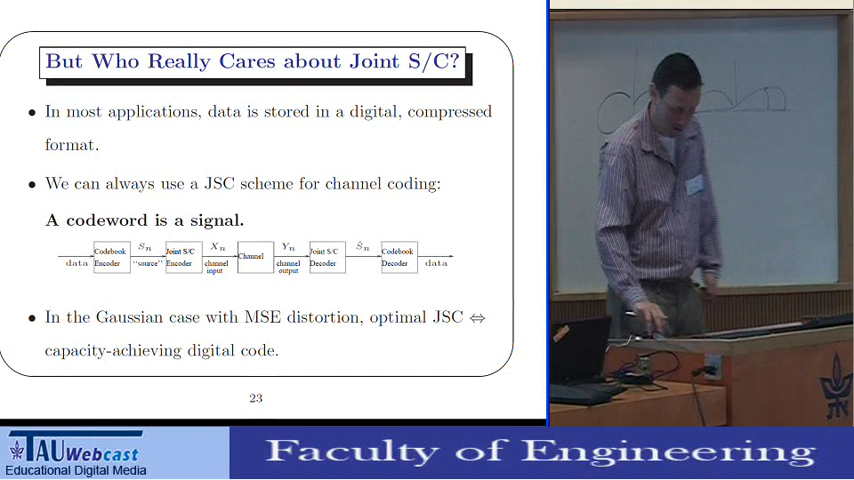 But Who Really Cares about Joint S/C?
• In most applications, data is stored in a digital, compressed
format.
• We can always use a JSC scheme for channel coding:
A codeword is a signal.
data
Codebook
Encoder
Sn
"source"
Joint S/C
Encoder
Xn
channel
input
Channel
Yn
channel
output
Joint S/C
Decoder
Ŝn
Codebook
Decoder
data
• In the Gaussian case with MSE distortion, optimal JSC ⇔
capacity-achieving digital code.
23
TAU Webcast
Educational Digital Media
Faculty of Engineering